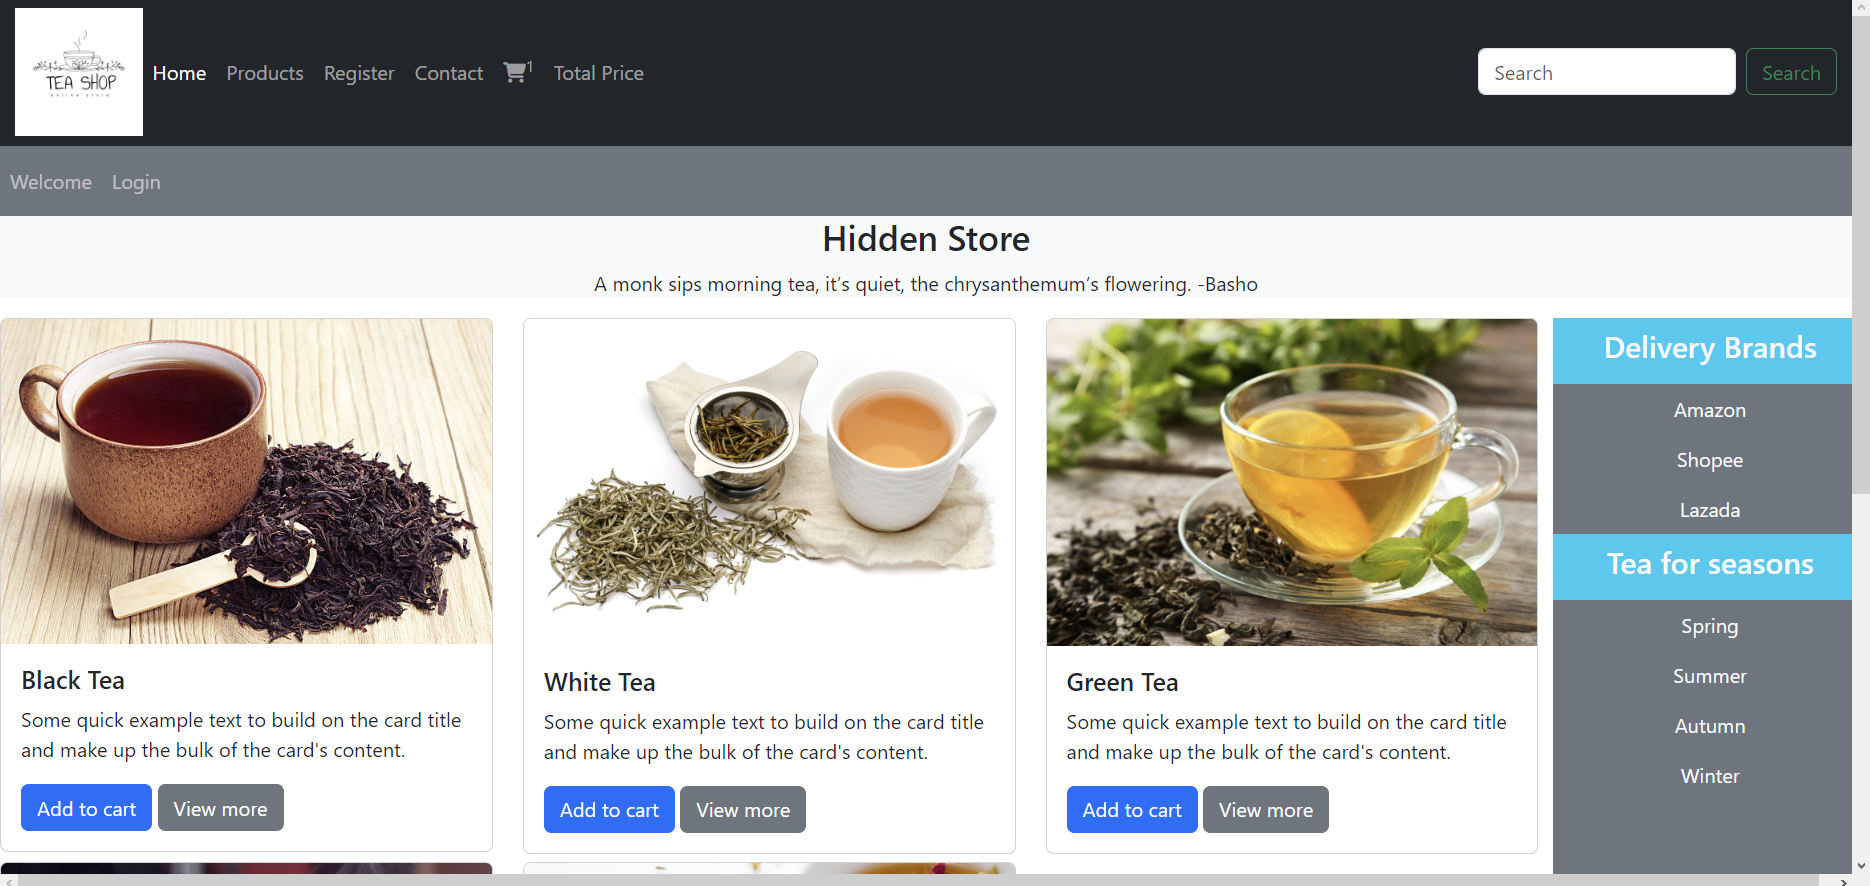 TEA SHOP
online store
Home Products Register Contact 1 Total Price
Search Search
Welcome Login
Hidden Store
A monk sips morning tea, it’s quiet, the chrysanthemum’s flowering. -Basho
Black Tea
Some quick example text to build on the card title
and make up the bulk of the card's content.
Add to cart View more
White Tea
Some quick example text to build on the card title
and make up the bulk of the card's content.
Add to cart View more
Green Tea
Some quick example text to build on the card title
and make up the bulk of the card's content.
Add to cart View more
Delivery Brands
Amazon
Shopee
Lazada
Tea for seasons
Spring
Summer
Autumn
Winter